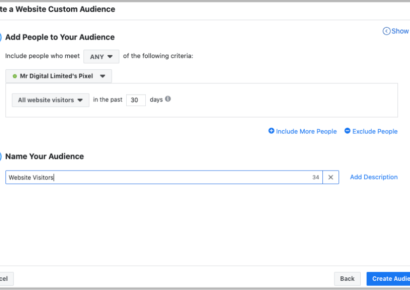 te a Website Custom Audience
Show
Add People to Your Audience
Include people who meet ANY of the following criteria:
Mr Digital Limited's Pixel
All website visitors in the past 30 days
Include More People Exclude People
Name Your Audience
Website Visitors 34 Add Description
cel Back Create Audie